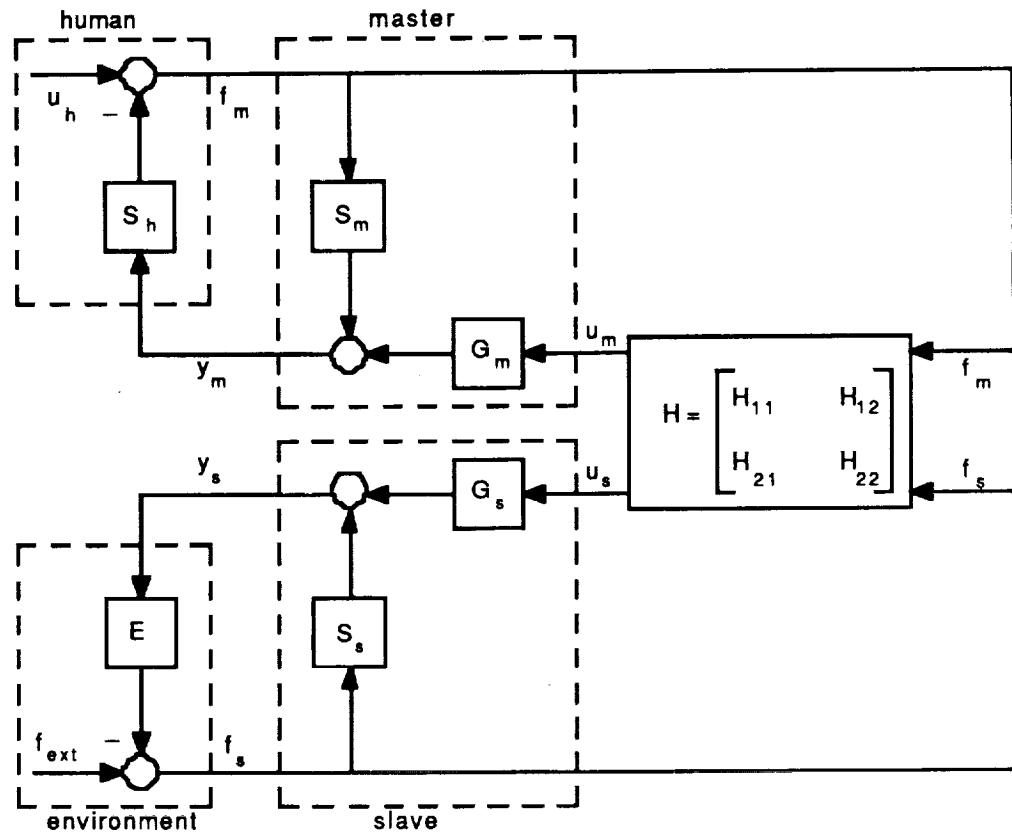 human
master
u_h
−
f_m
S_h
S_m
y_m
G_m
u_m
f_m
H = [H_11 H_12
H_21 H_22]
y_s
G_s
u_s
f_s
E
S_s
f_ext
−
f_s
environment
slave